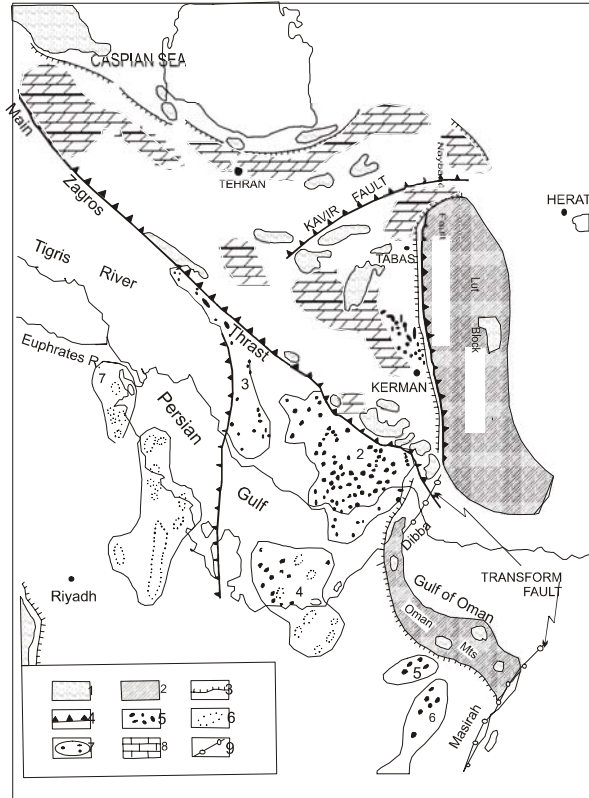 CASPIAN SEA
Main
Zagros
Thrast
TEHRAN
KAVIR FAULT
Nayband
Fault
HERAT
TABAS
Lut
Block
Tigris River
Euphrates R.
7
3
KERMAN
Persian
Gulf
2
4
Dibba
TRANSFORM
FAULT
Riyadh
Gulf of Oman
Oman
Mts
5
6
Masirah
1 2 3
4 5 6
7 8 9